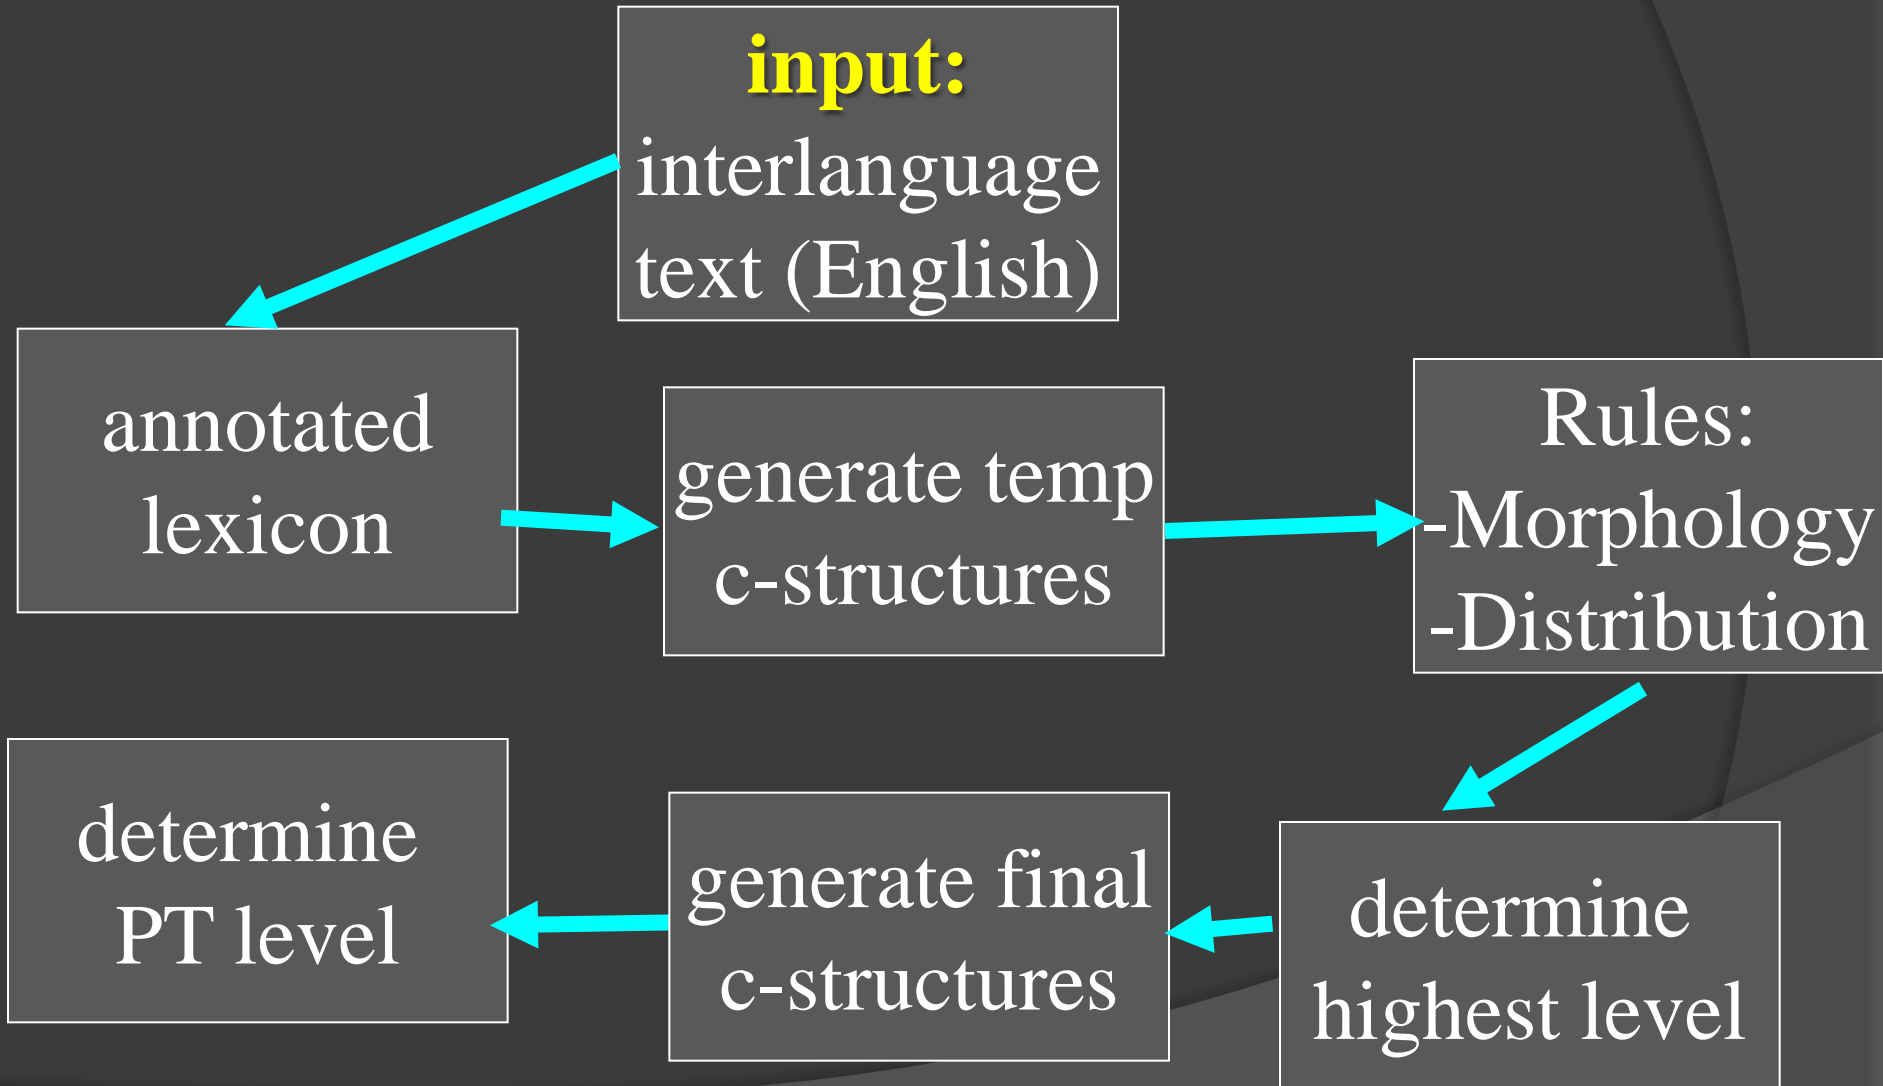 input:
interlanguage
text (English)
annotated
lexicon
generate temp
c-structures
Rules:
-Morphology
-Distribution
determine
highest level
generate final
c-structures
determine
PT level